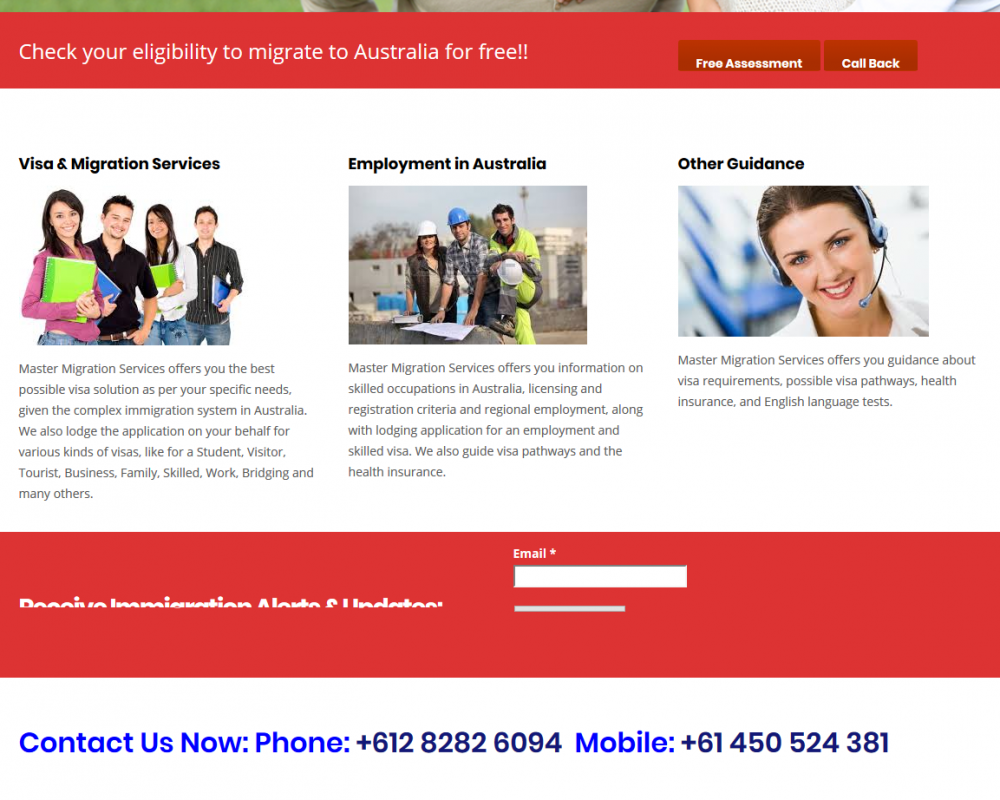 Check your eligibility to migrate to Australia for free!!
Free Assessment
Call Back
Visa & Migration Services
Master Migration Services offers you the best
possible visa solution as per your specific needs,
given the complex immigration system in Australia.
We also lodge the application on your behalf for
various kinds of visas, like for a Student, Visitor,
Tourist, Business, Family, Skilled, Work, Bridging and
many others.
Employment in Australia
Master Migration Services offers you information on
skilled occupations in Australia, licensing and
registration criteria and regional employment, along
with lodging application for an employment and
skilled visa. We also guide visa pathways and the
health insurance.
Other Guidance
Master Migration Services offers you guidance about
visa requirements, possible visa pathways, health
insurance, and English language tests.
Receive Immigration Alerts & Updates:
Email *
Contact Us Now: Phone: +612 8282 6094 Mobile: +61 450 524 381